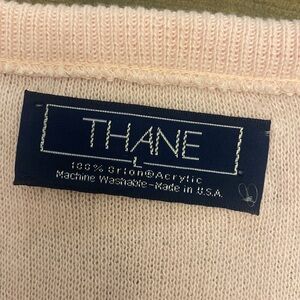 THANE
L
100% Orlon®Acrylic
Machine Washable-Made in U.S.A.